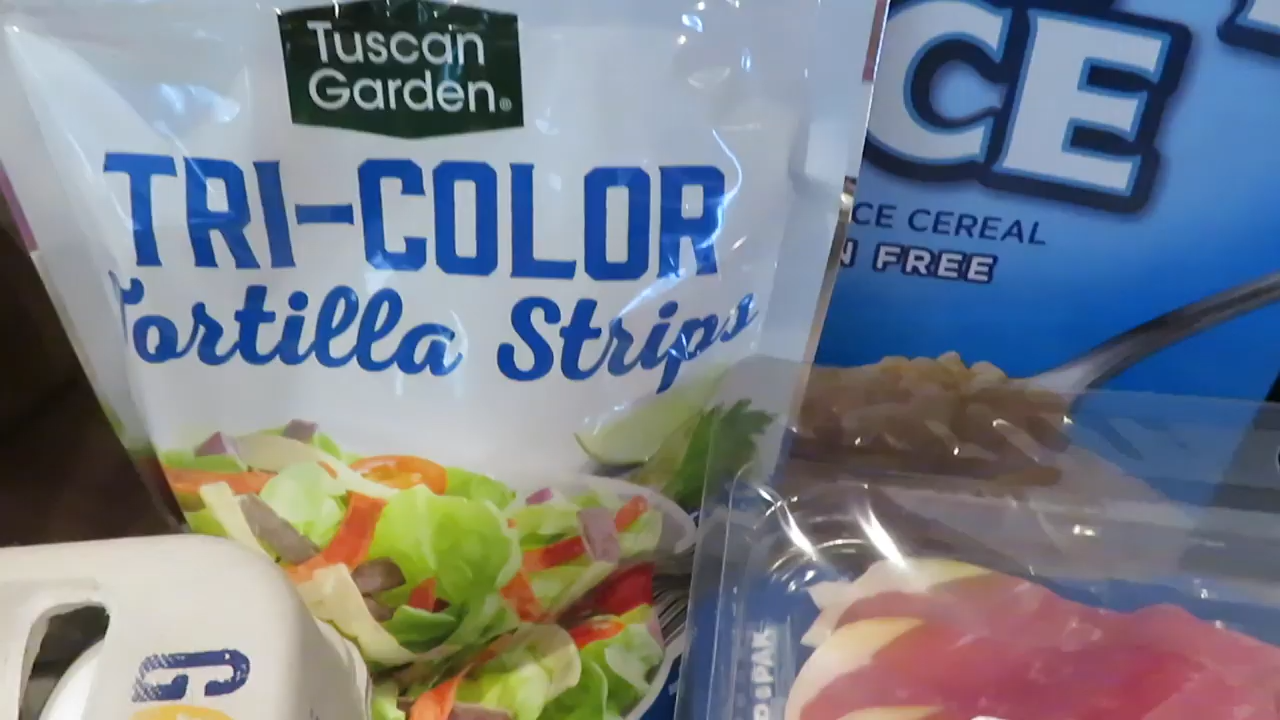 Tuscan
Garden®
TRI-COLOR
Tortilla Strips
CE
CE CEREAL
N FREE